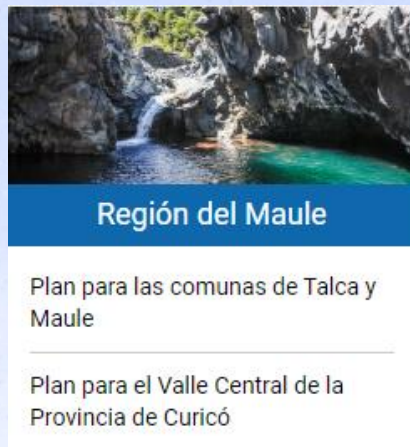 Región del Maule
Plan para las comunas de Talca y
Maule
Plan para el Valle Central de la
Provincia de Curicó